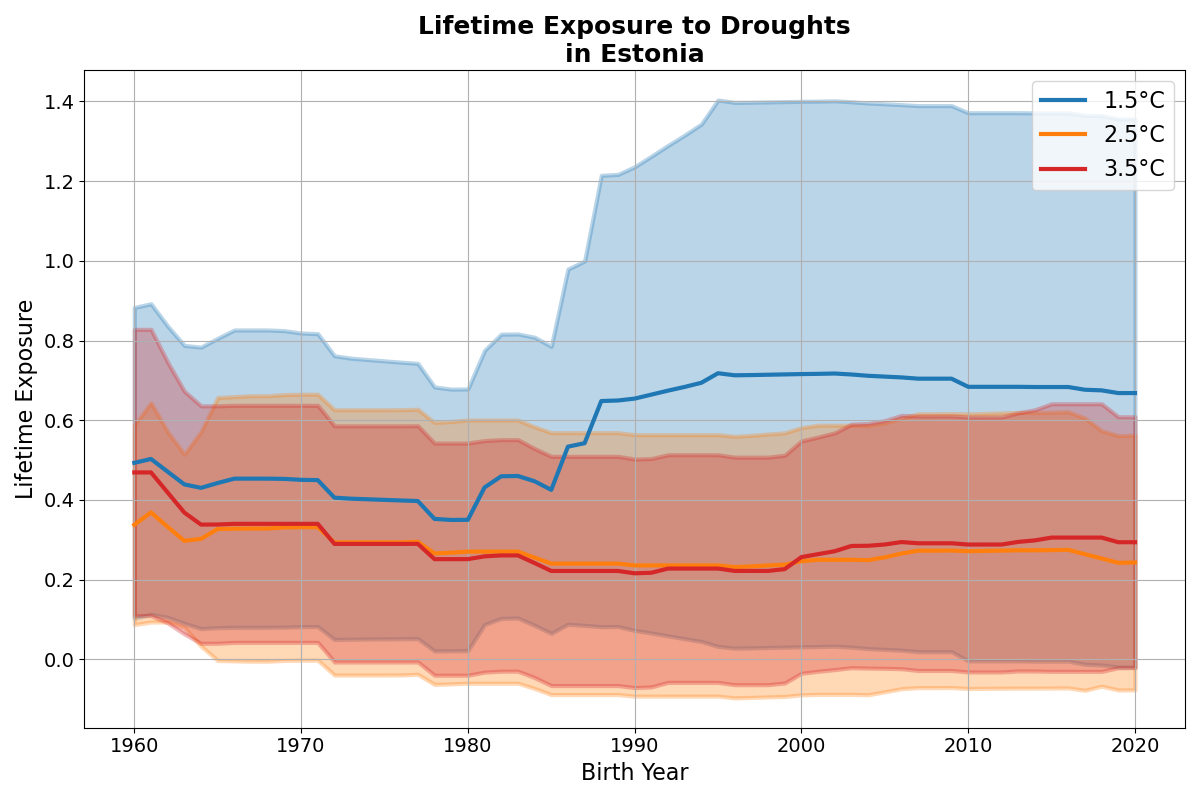 Lifetime Exposure to Droughts
in Estonia
1.5°C
2.5°C
3.5°C
Lifetime Exposure
1.4
1.2
1.0
0.8
0.6
0.4
0.2
0.0
1960 1970 1980 1990 2000 2010 2020
Birth Year